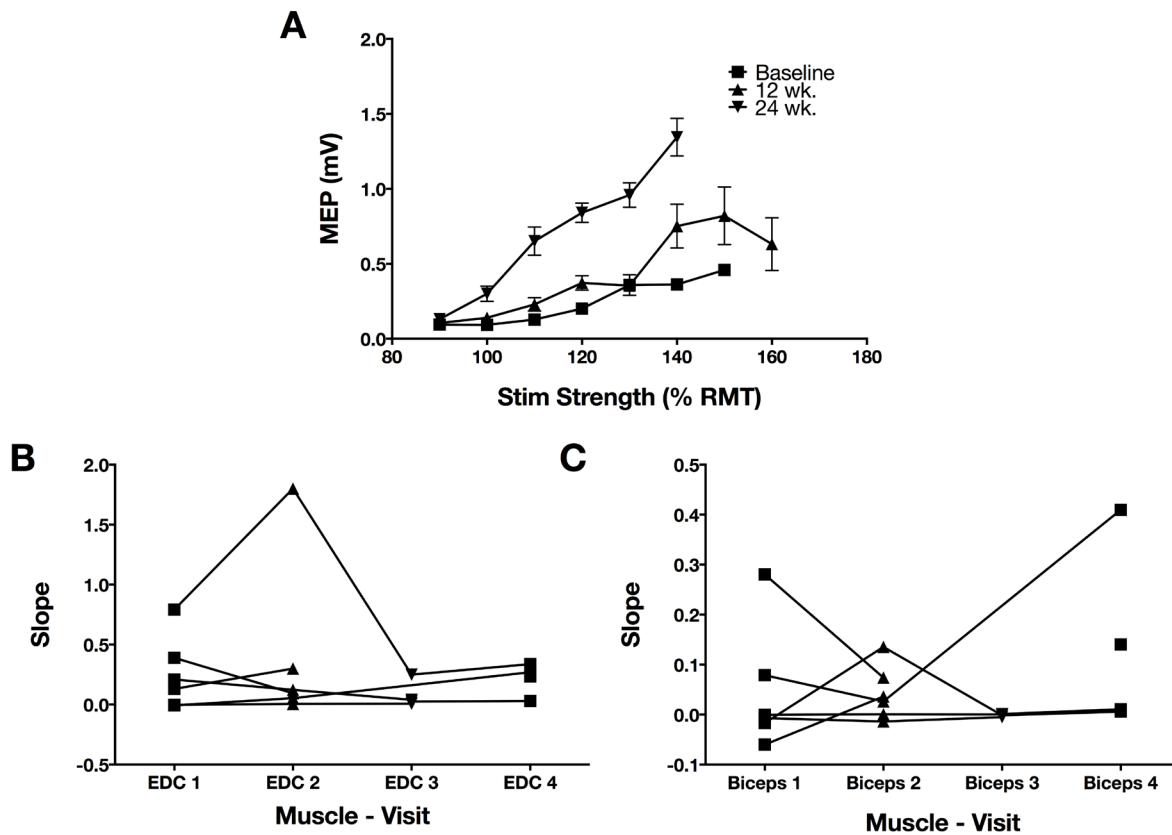 A
2.0
1.5
1.0
0.5
0.0
MEP (mV)
Baseline
12 wk.
24 wk.
80 100 120 140 160 180
Stim Strength (% RMT)
B
2.0
1.5
1.0
0.5
0.0
-0.5
Slope
EDC 1 EDC 2 EDC 3 EDC 4
Muscle - Visit
C
0.5
0.4
0.3
0.2
0.1
0.0
-0.1
Slope
Biceps 1 Biceps 2 Biceps 3 Biceps 4
Muscle - Visit